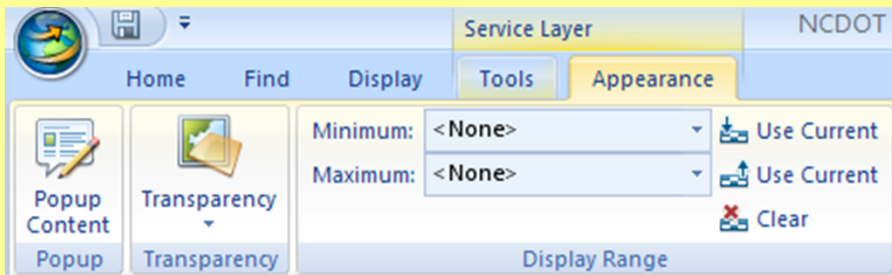 Service Layer NCDOT
Home Find Display Tools Appearance
Minimum: <None> Use Current
Maximum: <None> Use Current
Clear
Popup Content
Transparency
Popup Transparency Display Range